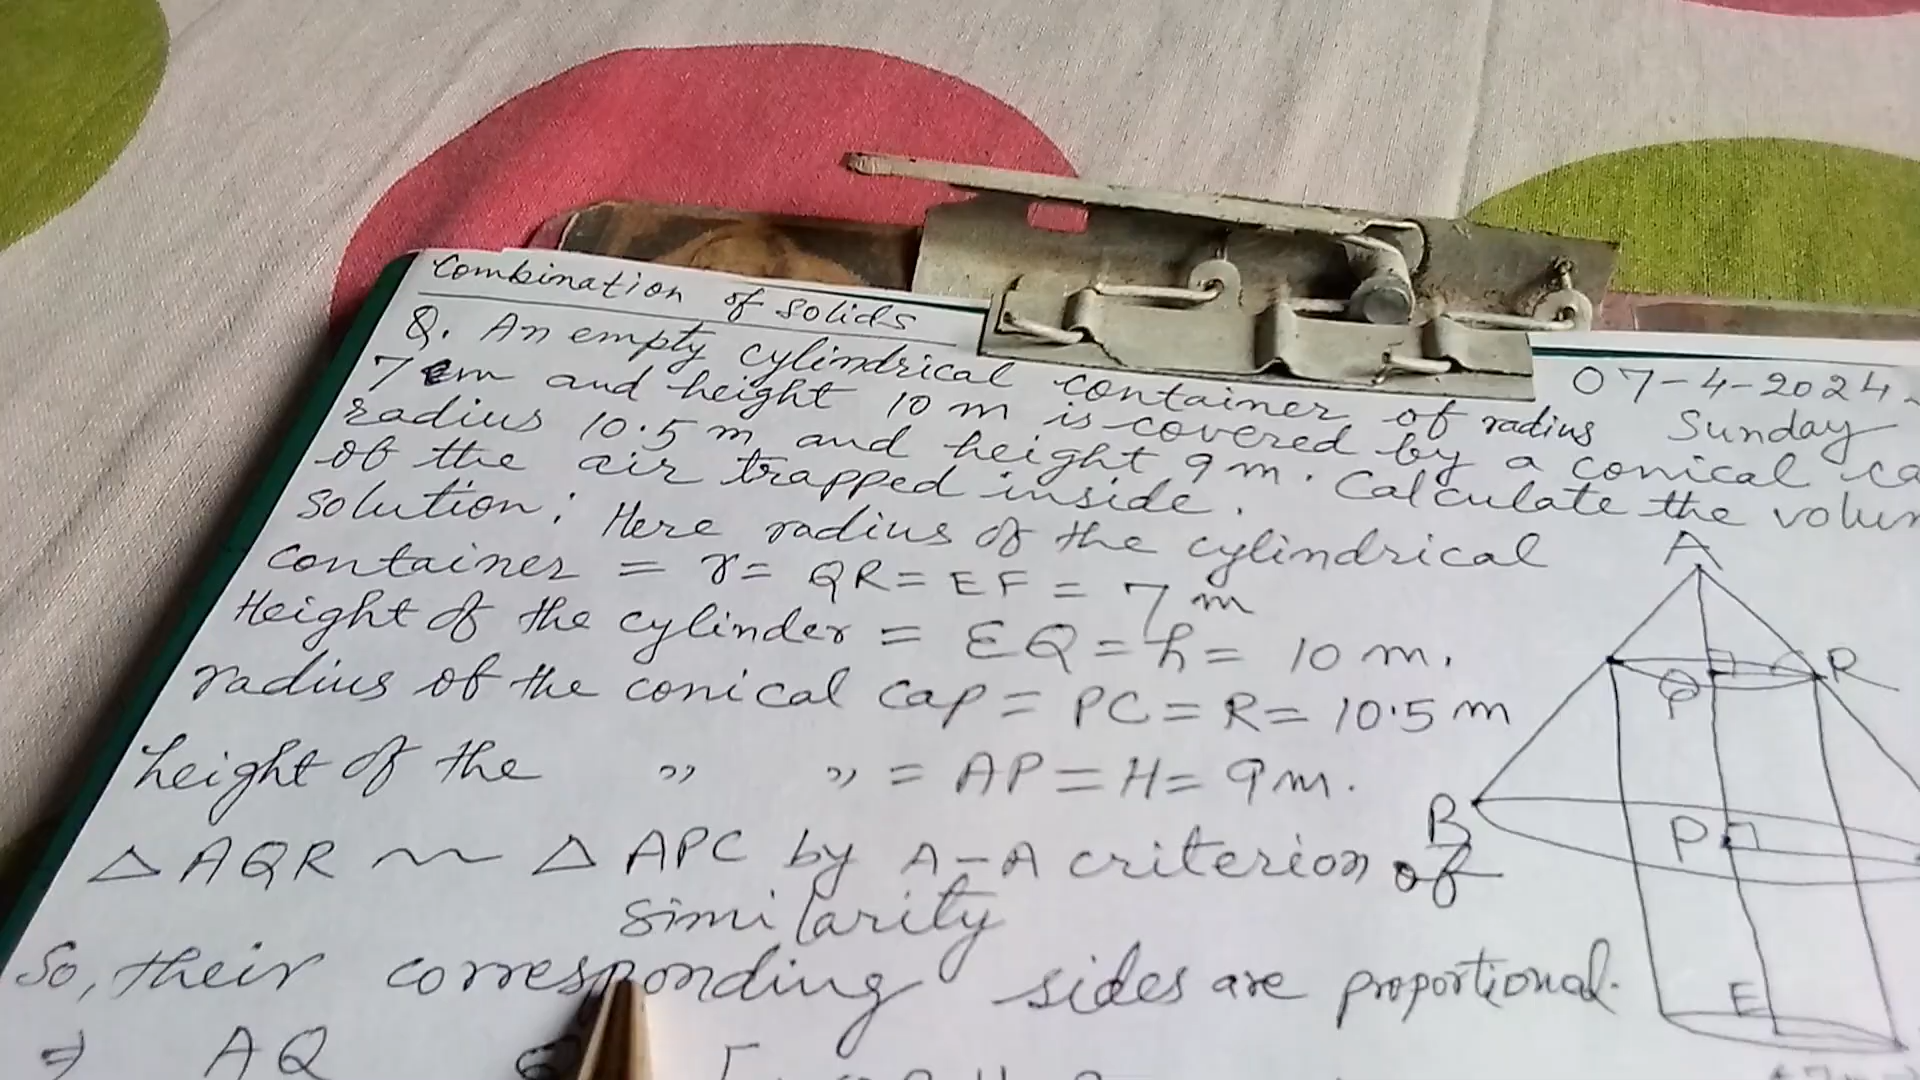 Combination of solids
07-4-2024
Sunday
Q. An empty cylindrical container of radius
7 m and height 10 m is covered by a conical
radius 10.5 m and height 9 m. Calculate the
of the air trapped inside.
Solution: Here radius of the cylindrical
container = r = QR = EF = 7 m
Height of the cylinder = EQ = h = 10 m.
radius of the conical cap = PC = R = 10.5 m
height of the " " = AP = H = 9 m.
△ AQR ~ △ APC by A-A criterion of
similarity
So, their corresponding sides are proportional.
⇒ AQ
A
Q
R
B
P
E